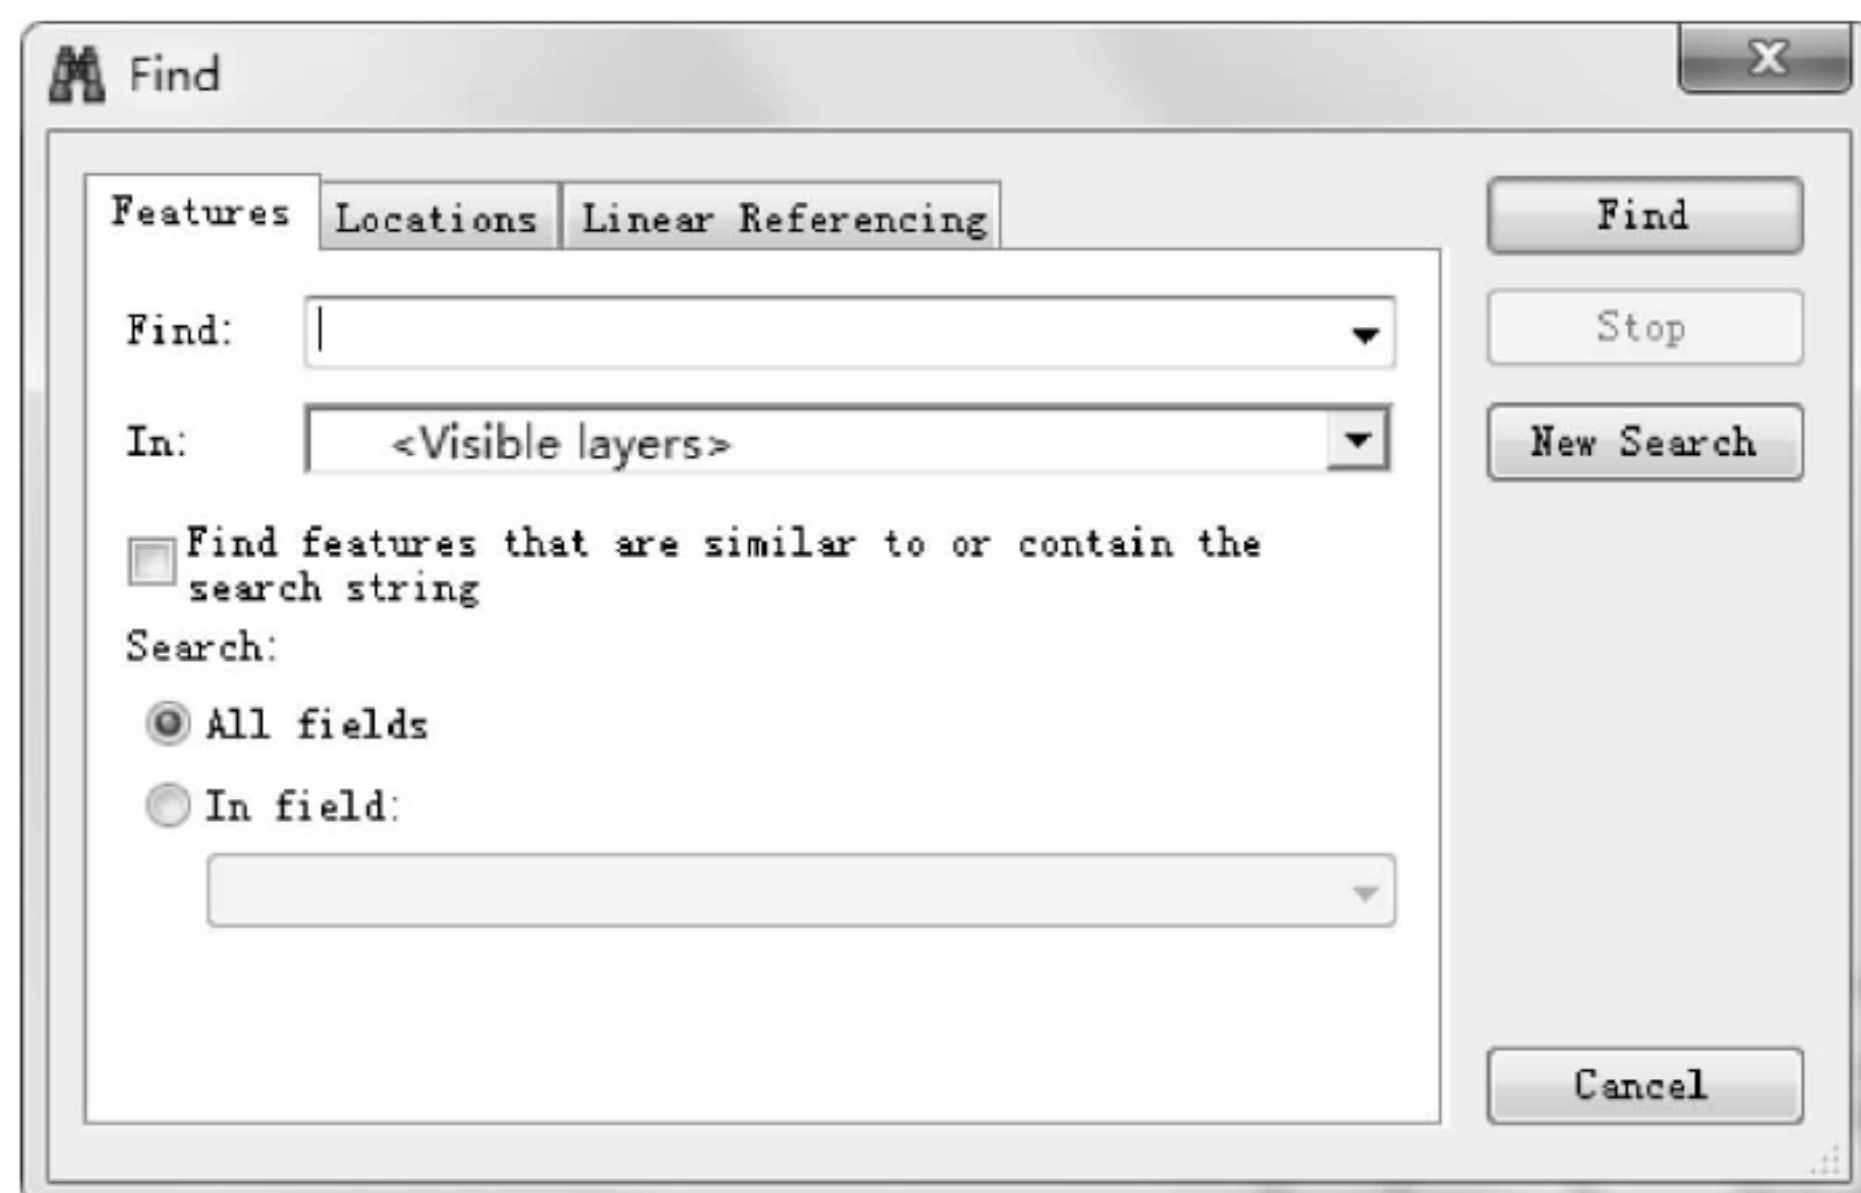 Find
Features
Locations
Linear Referencing
Find:
In:
<Visible layers>
Find features that are similar to or contain the
search string
Search:
All fields
In field:
Find
Stop
New Search
Cancel